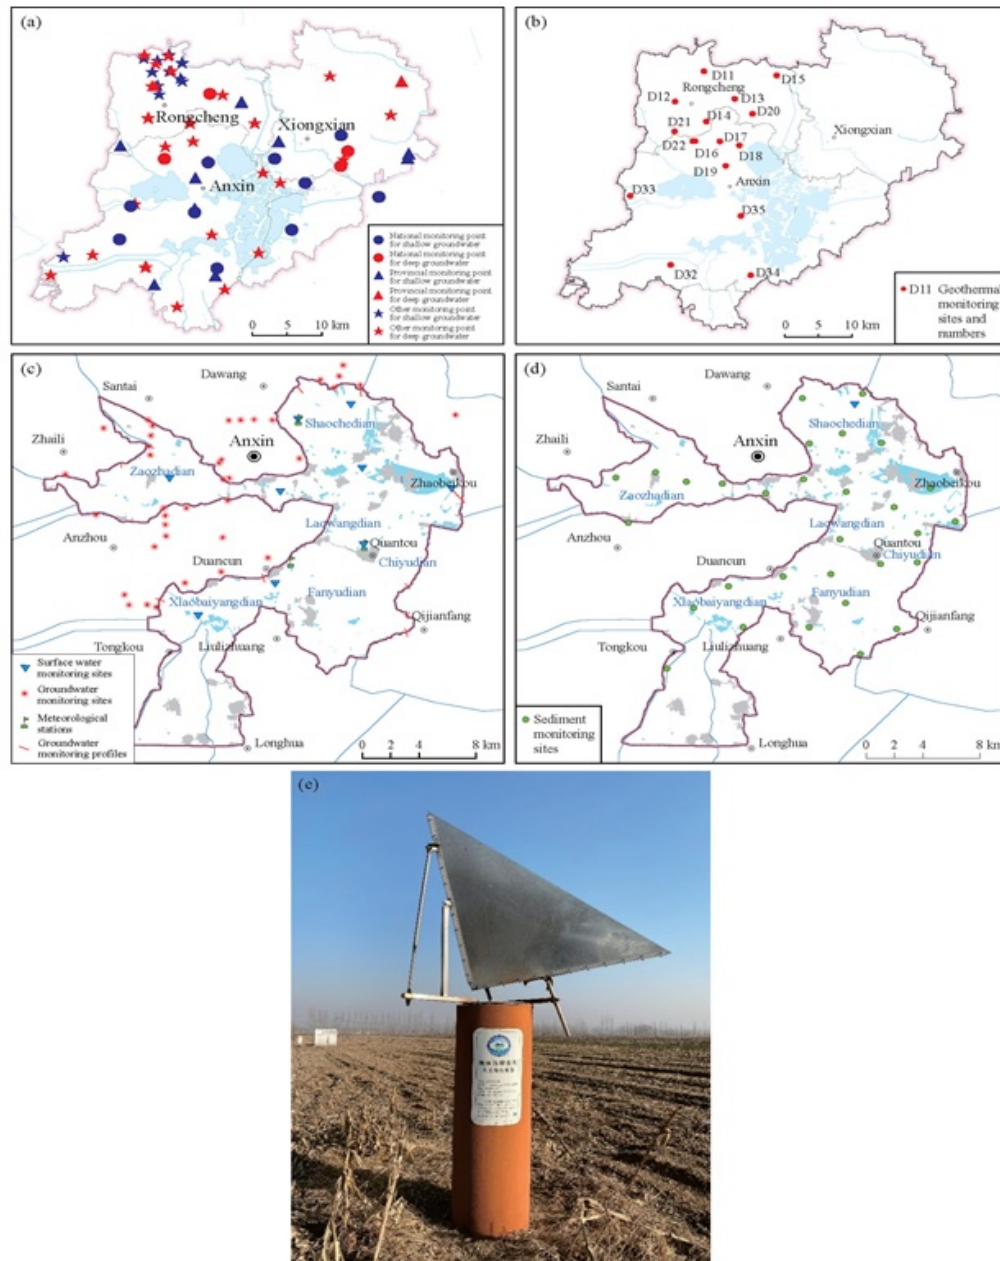 (a)
Rongcheng
Xiongxian
Anxin
National monitoring point
for shallow groundwater
National monitoring point
for deep groundwater
Provincial monitoring point
for shallow groundwater
Provincial monitoring point
for deep groundwater
Other monitoring point
for shallow groundwater
Other monitoring point
for deep groundwater
0 5 10 km
(b)
D11
D15
Rongcheng
D12
D13
D20
D14
D21
Xiongxian
D22
D16
D17
D18
D19
Anxin
D33
D35
D32
D34
D11 Geothermal
monitoring
sites and
numbers
0 5 10 km
(c)
Santai
Dawang
Shaochedian
Zhaili
Anxin
Zaozhadian
Zhaobeikou
Laowangdian
Anzhou
Quantou
Duancun
Chiyudian
Xiaobaiyangdian
Fanyudian
Qijianfang
Tongkou
Liulizhuang
Longhua
Surface water
monitoring sites
Groundwater
monitoring sites
Meteorological
stations
Groundwater
monitoring profiles
0 4 8 km
(d)
Santai
Dawang
Shaochedian
Zhaili
Anxin
Zaozhadian
Zhaobeikou
Laowangdian
Anzhou
Quantou
Duancun
Chiyudian
Xiaobaiyangdian
Fanyudian
Qijianfang
Tongkou
Liulizhuang
Longhua
Sediment
monitoring
sites
0 2 4 8 km
(e)